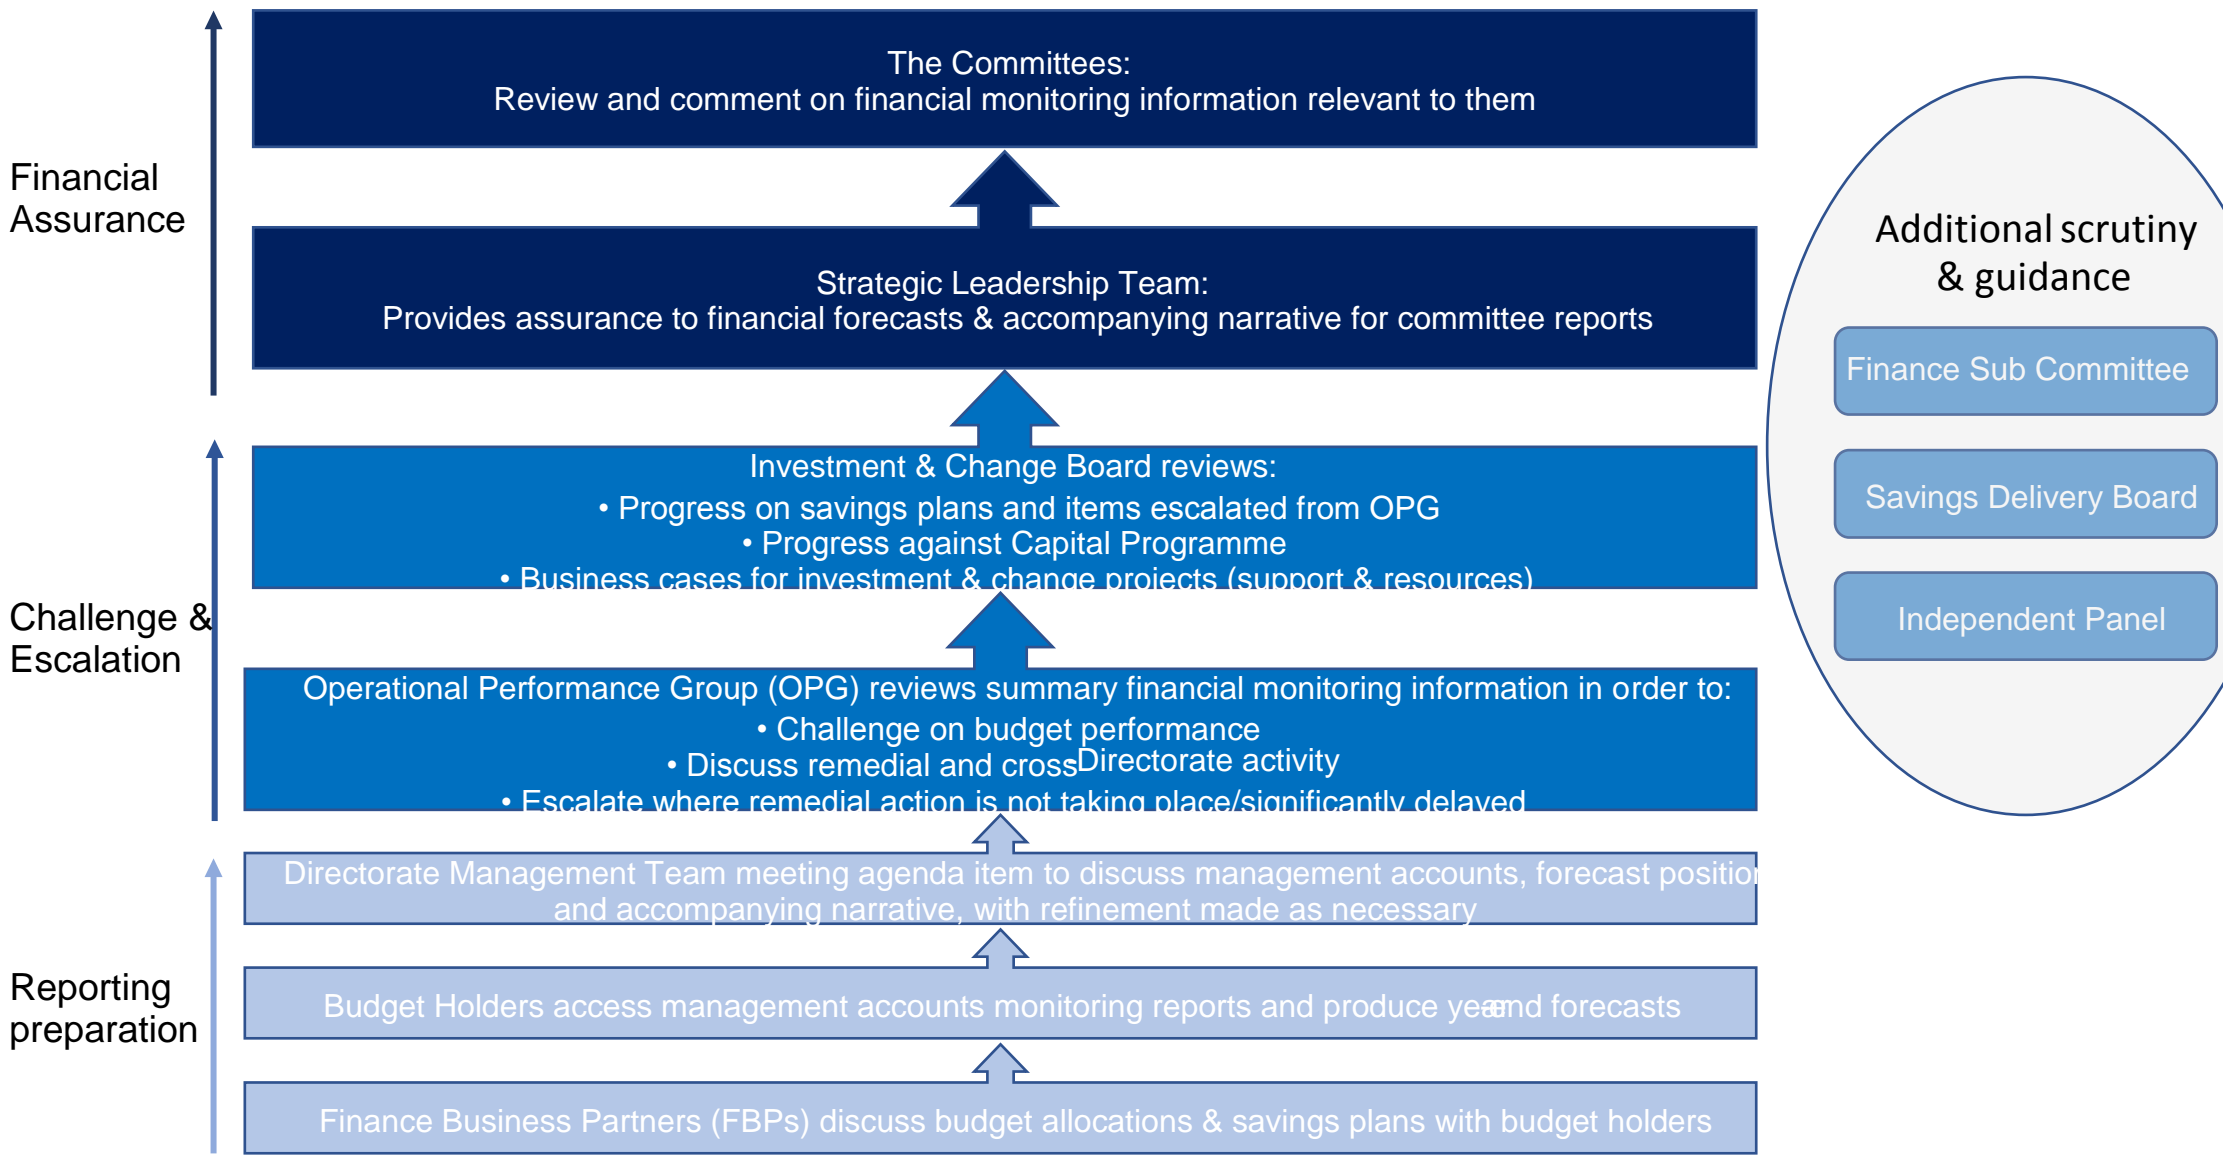 The Committees:
Review and comment on financial monitoring information relevant to them
Financial
Assurance
Strategic Leadership Team:
Provides assurance to financial forecasts & accompanying narrative for committee reports
Investment & Change Board reviews:
• Progress on savings plans and items escalated from OPG
• Progress against Capital Programme
• Business cases for investment & change projects (support & resources)
Challenge &
Escalation
Operational Performance Group (OPG) reviews summary financial monitoring information in order to:
• Challenge on budget performance
• Discuss remedial and cross-Directorate activity
• Escalate where remedial action is not taking place/significantly delayed
Directorate Management Team meeting agenda item to discuss management accounts, forecast position
and accompanying narrative, with refinement made as necessary
Reporting
preparation
Budget Holders access management accounts monitoring reports and produce year-end forecasts
Finance Business Partners (FBPs) discuss budget allocations & savings plans with budget holders
Additional scrutiny
& guidance
Finance Sub Committee
Savings Delivery Board
Independent Panel